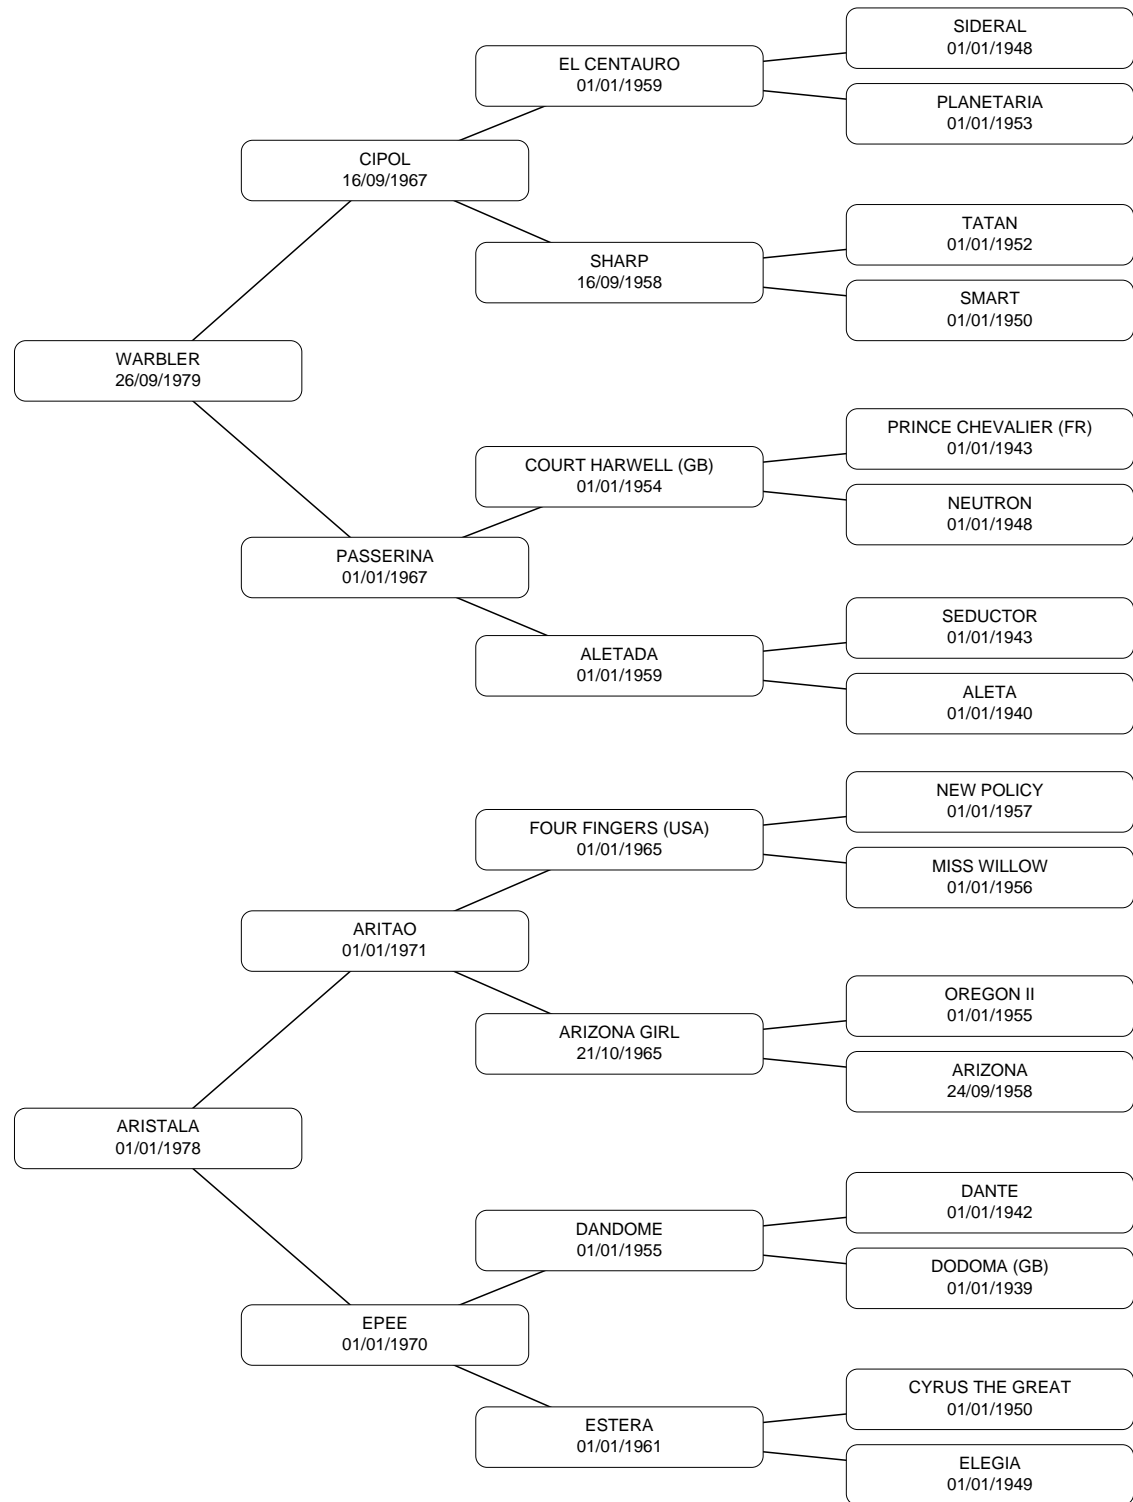 SIDERAL
01/01/1948
EL CENTAURO
01/01/1959
PLANETARIA
01/01/1953
CIPOL
16/09/1967
TATAN
01/01/1952
SHARP
16/09/1958
SMART
01/01/1950
WARBLER
26/09/1979
PRINCE CHEVALIER (FR)
01/01/1943
COURT HARWELL (GB)
01/01/1954
NEUTRON
01/01/1948
PASSERINA
01/01/1967
SEDUCTOR
01/01/1943
ALETADA
01/01/1959
ALETA
01/01/1940
NEW POLICY
01/01/1957
FOUR FINGERS (USA)
01/01/1965
MISS WILLOW
01/01/1956
ARITAO
01/01/1971
OREGON II
01/01/1955
ARIZONA GIRL
21/10/1965
ARIZONA
24/09/1958
ARISTALA
01/01/1978
DANTE
01/01/1942
DANDOME
01/01/1955
DODOMA (GB)
01/01/1939
EPEE
01/01/1970
CYRUS THE GREAT
01/01/1950
ESTERA
01/01/1961
ELEGIA
01/01/1949